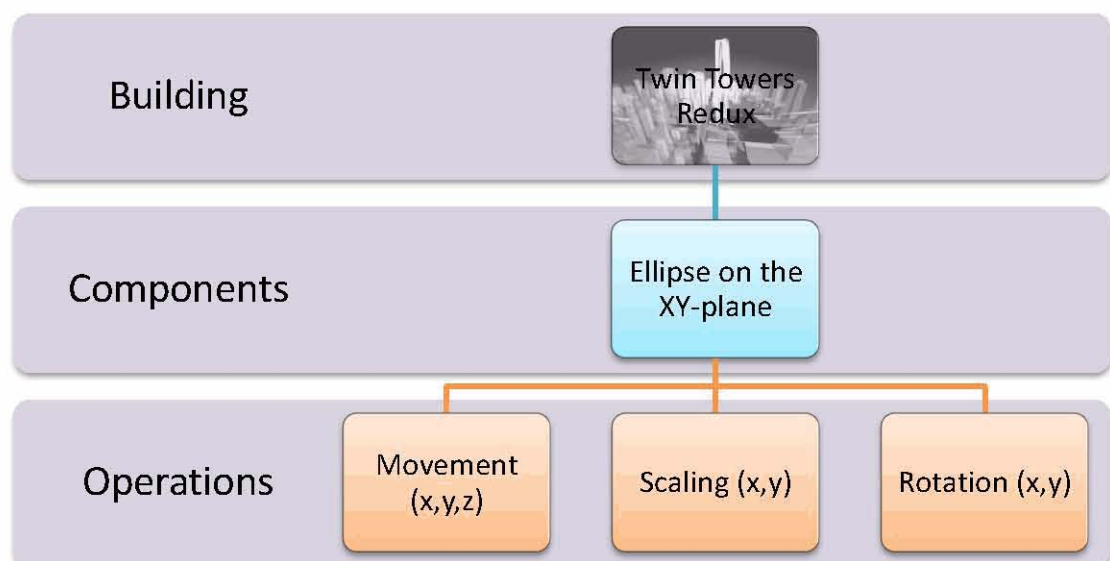 Building
Twin Towers
Redux
Components
Ellipse on the
XY-plane
Operations
Movement
(x,y,z)
Scaling (x,y)
Rotation (x,y)